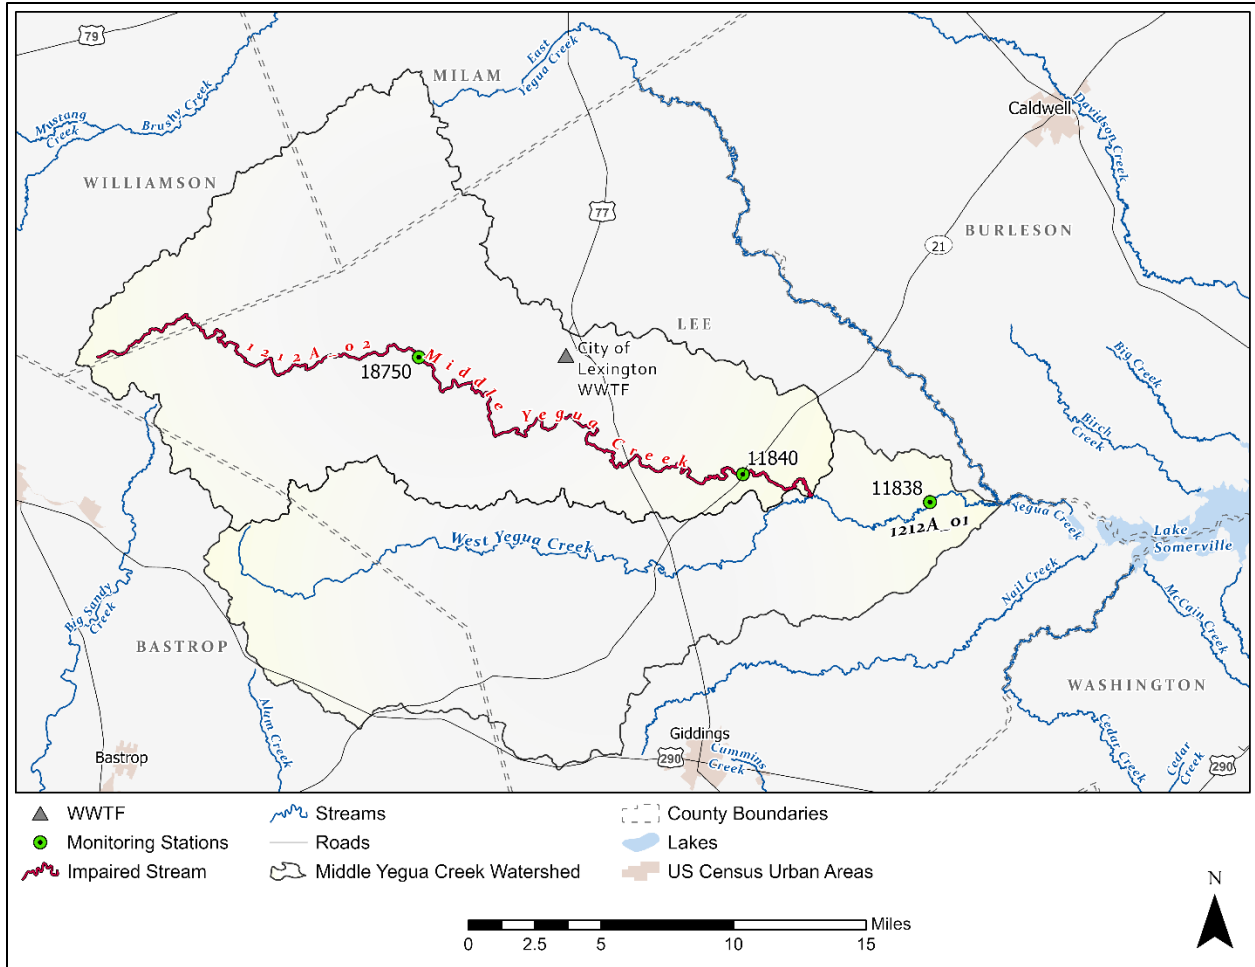 79
MILAM
East
Yegua Creek
Mustang
Creek
Brushy Creek
Caldwell
Davidson Creek
WILLIAMSON
77
21
BURLESON
LEE
1212A_02
Middle
Yegua
Creek
18750
City of
Lexington
WWTF
Big Creek
Birch
Creek
11840
11838
1212A_01
Yegua Creek
Lake
Somerville
West Yegua Creek
Nail Creek
McCain Creek
Big Sandy
Creek
BASTROP
WASHINGTON
Alum Creek
Cedar Creek
Cedar
Creek
Giddings
Bastrop
290
Cummins
Creek
290
WWTF
Streams
County Boundaries
Monitoring Stations
Roads
Lakes
Impaired Stream
Middle Yegua Creek Watershed
US Census Urban Areas
N
Miles
0 2.5 5 10 15